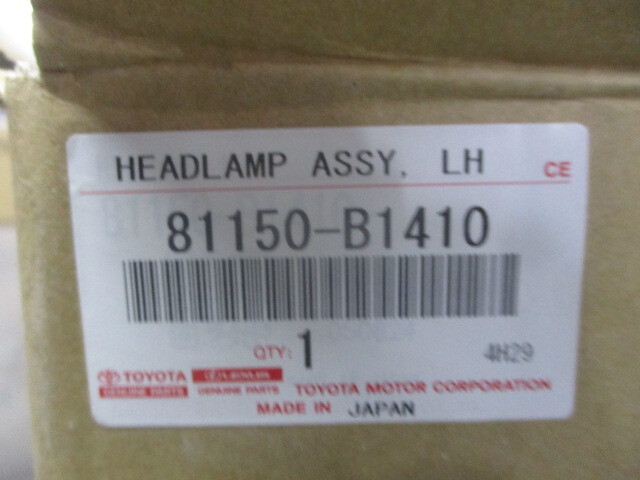 HEADLAMP ASSY, LH CE
81150-B1410
QTY: 1 4H29
TOYOTA
GENUINE PARTS GENUINE PARTS TOYOTA MOTOR CORPORATION
MADE IN JAPAN